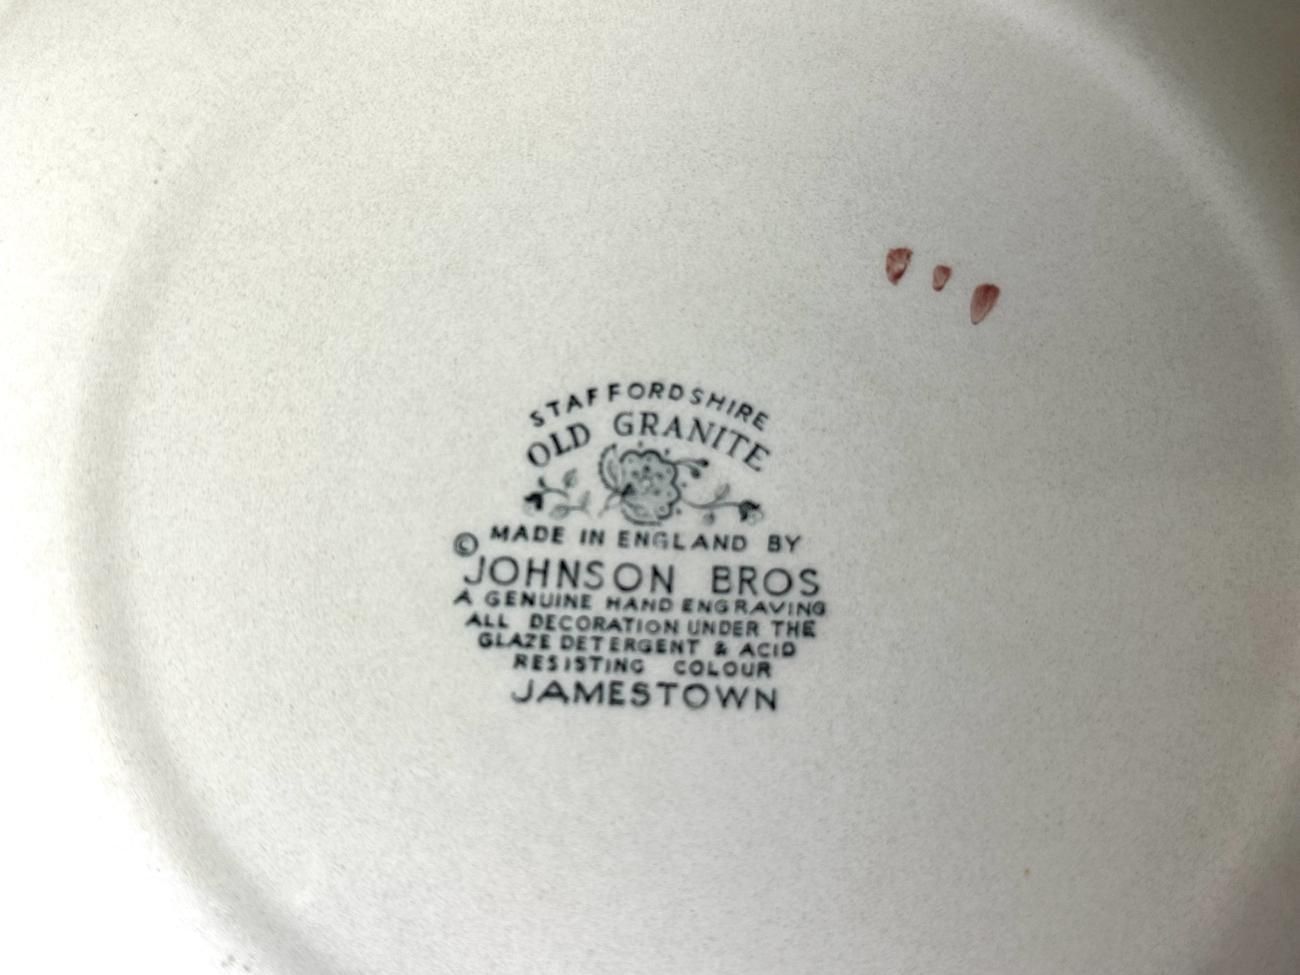 STAFFORDSHIRE
OLD GRANITE
© MADE IN ENGLAND BY
JOHNSON BROS
A GENUINE HAND ENGRAVING
ALL DECORATION UNDER THE
GLAZE DETERGENT & ACID
RESISTING COLOUR
JAMESTOWN